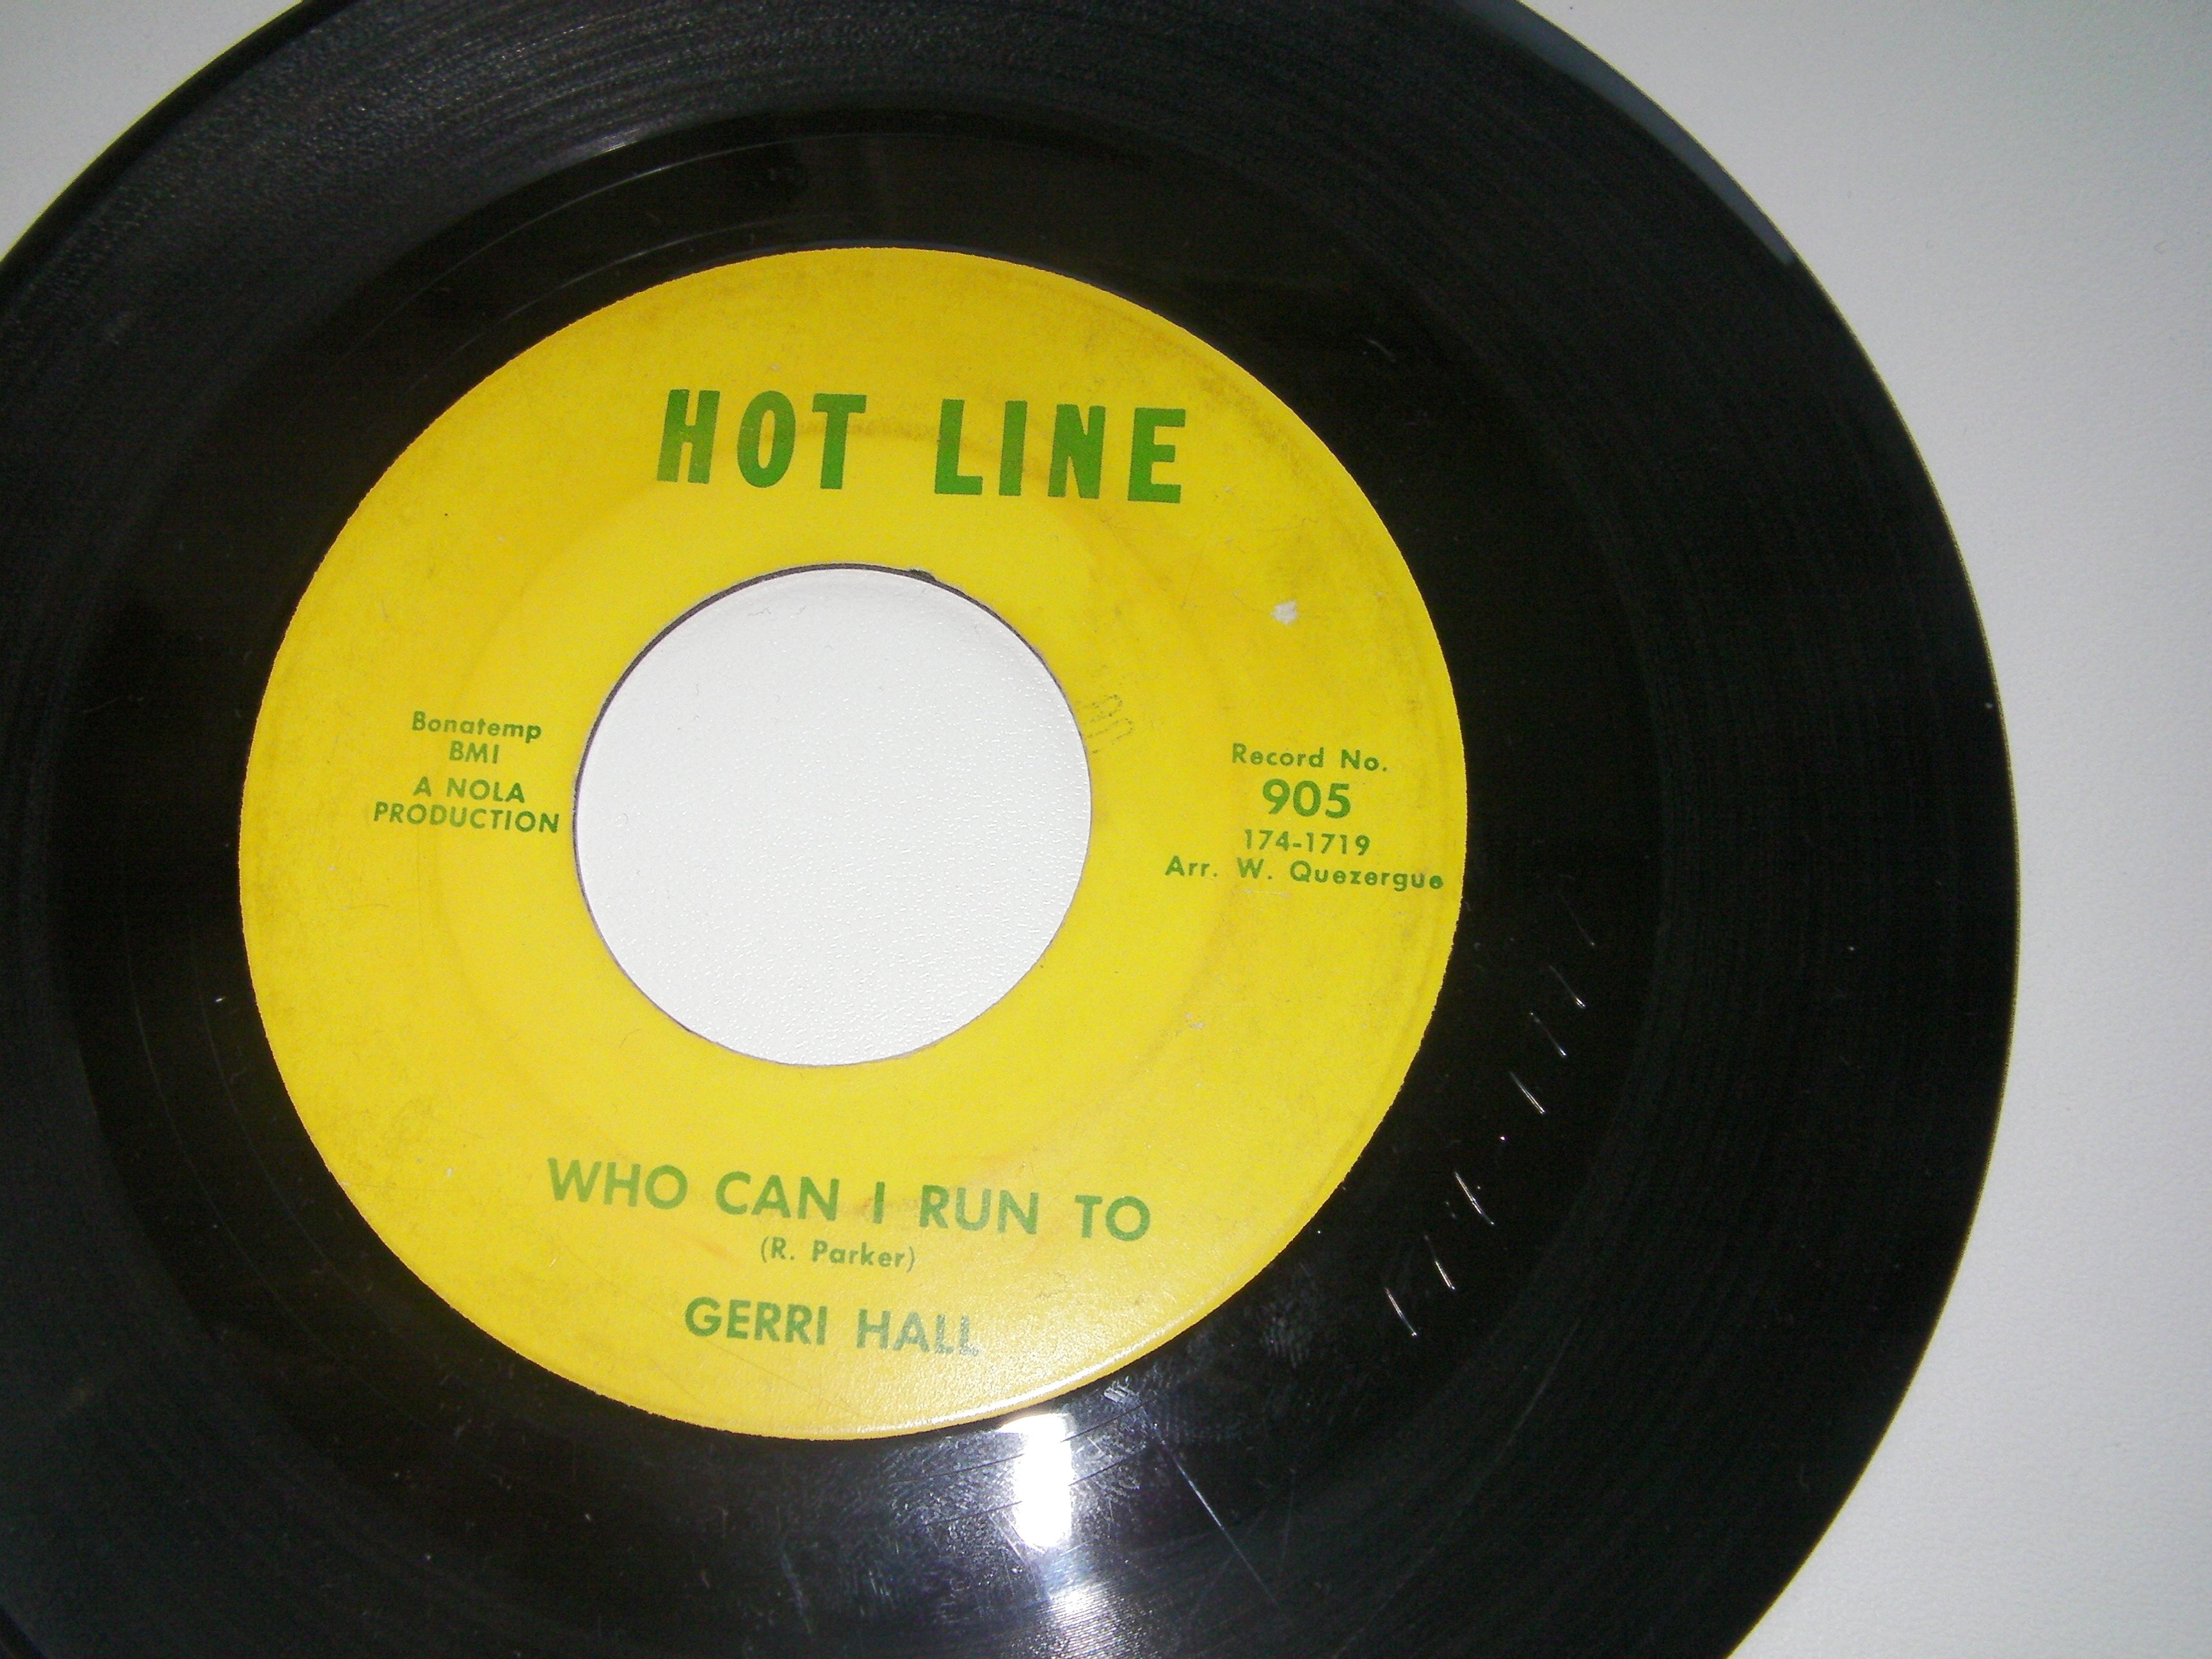 HOT LINE
Bonatemp
BMI
A NOLA
PRODUCTION
Record No.
905
174-1719
Arr. W. Quezergue
WHO CAN I RUN TO
(R. Parker)
GERRI HALL